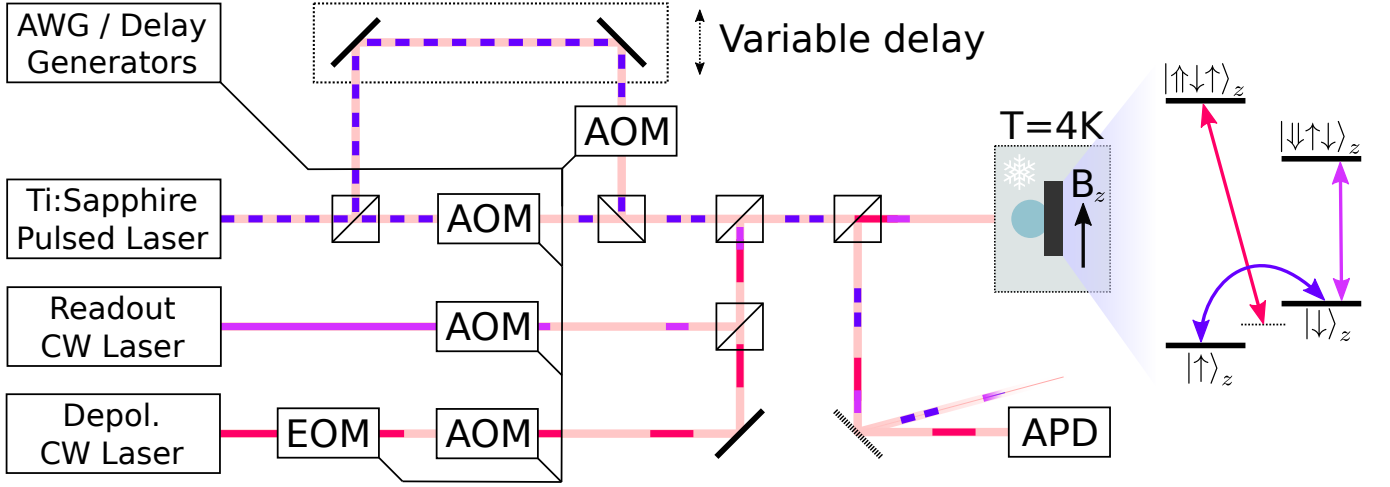 AWG / Delay
Generators
Variable delay
AOM
T=4K
B_z
|⇑↓↑⟩_z
|⇓↑↓⟩_z
Ti:Sapphire
Pulsed Laser
AOM
Readout
CW Laser
AOM
|↓⟩_z
|↑⟩_z
Depol.
CW Laser
EOM
AOM
APD